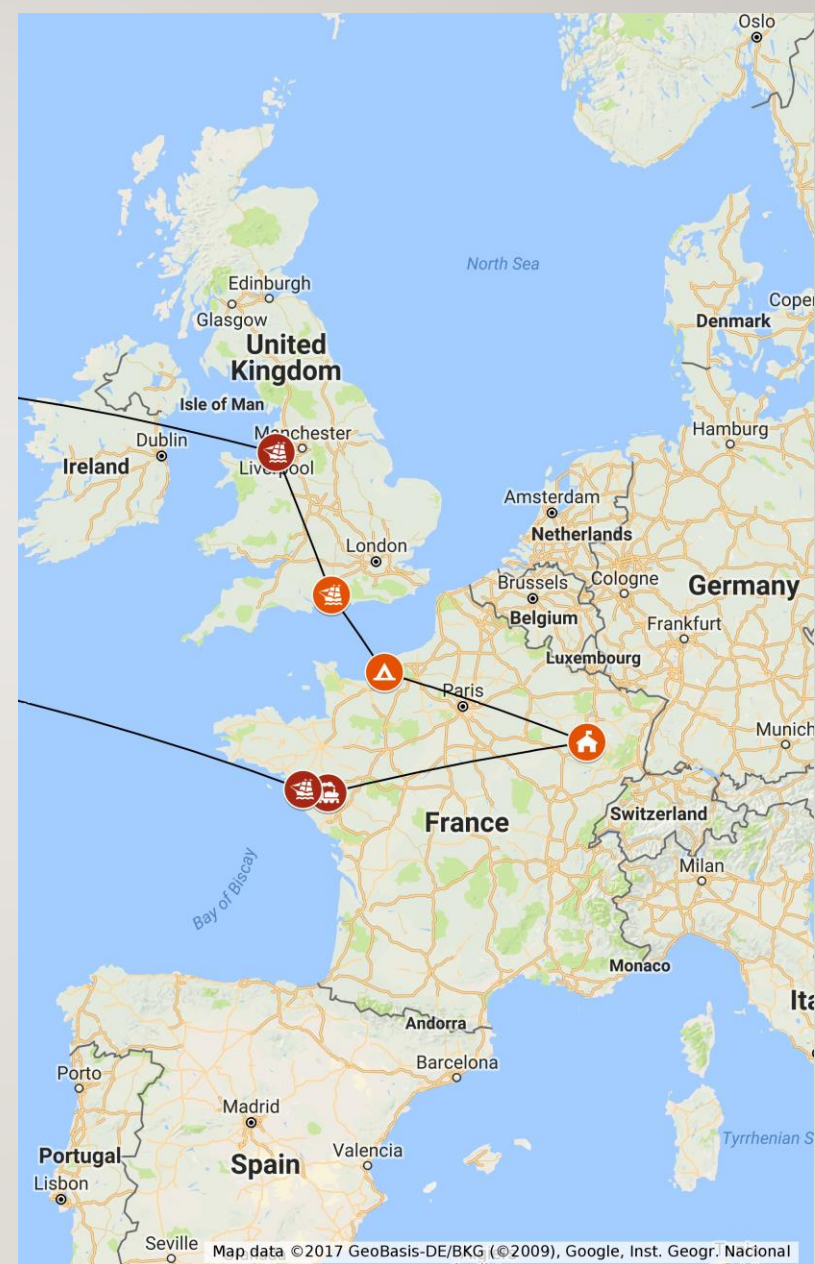 Oslo
North Sea
Edinburgh
Glasgow
United
Kingdom
Denmark
Isle of Man
Hamburg
Dublin
Manchester
Ireland
Liverpool
Amsterdam
Netherlands
London
Brussels
Cologne
Germany
Belgium
Frankfurt
Luxembourg
Paris
Munich
France
Switzerland
Bay of Biscay
Milan
Monaco
Andorra
Porto
Barcelona
Madrid
Portugal
Spain
Valencia
Tyrrhenian S
Lisbon
Seville
Map data ©2017 GeoBasis-DE/BKG (©2009), Google, Inst. Geogr. Nacional